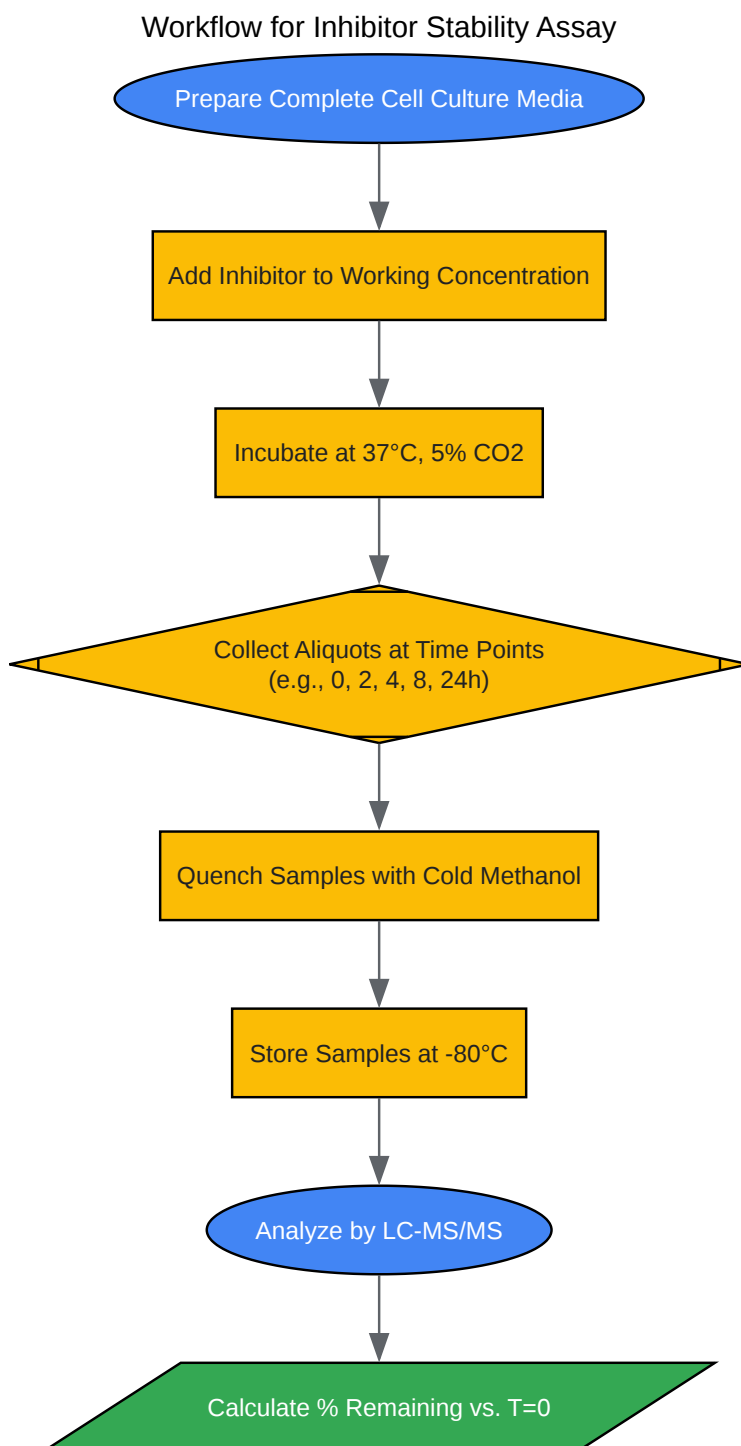 Workflow for Inhibitor Stability Assay
Prepare Complete Cell Culture Media
Add Inhibitor to Working Concentration
Incubate at 37°C, 5% CO2
Collect Aliquots at Time Points
(e.g., 0, 2, 4, 8, 24h)
Quench Samples with Cold Methanol
Store Samples at -80°C
Analyze by LC-MS/MS
Calculate % Remaining vs. T=0